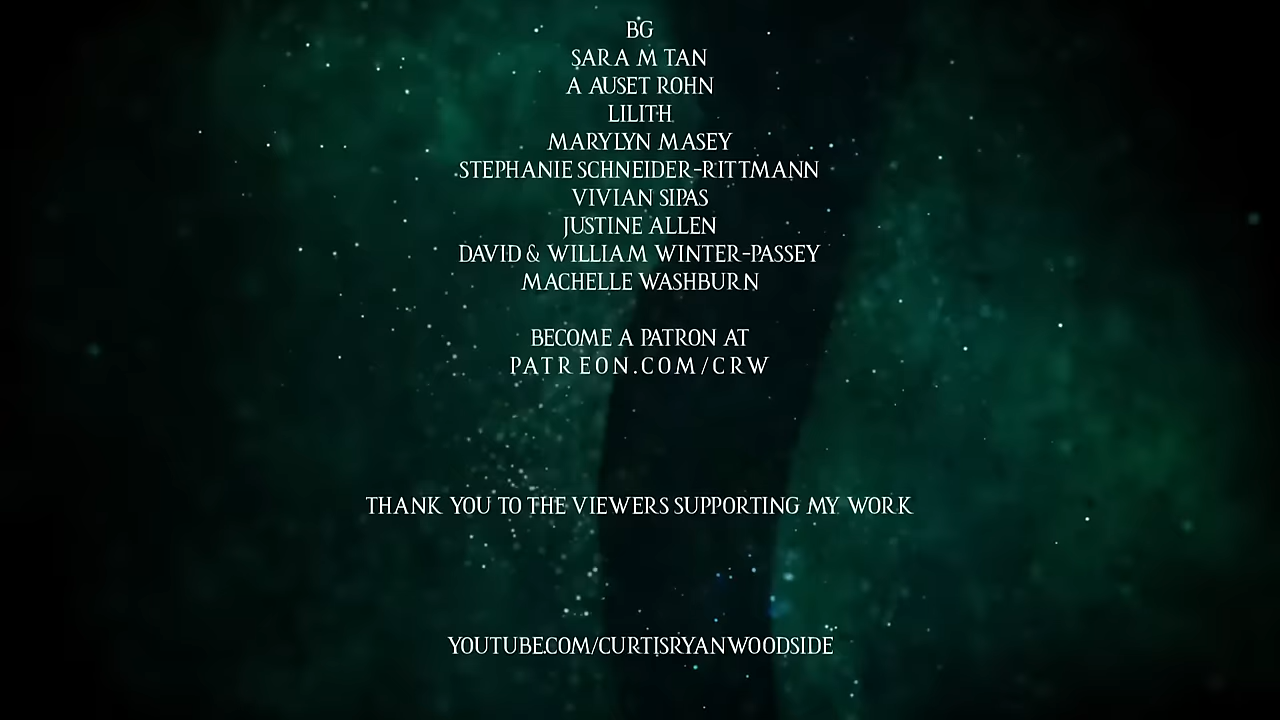 BG
SARA M TAN
A AUSET ROHN
LILITH
MARYLYN MASEY
STEPHANIE SCHNEIDER-RITTMANN
VIVIAN SIPAS
JUSTINE ALLEN
DAVID & WILLIAM WINTER-PASSEY
MACHELLE WASHBURN
BECOME A PATRON AT
PATREON.COM/CRW
THANK YOU TO THE VIEWERS SUPPORTING MY WORK
YOUTUBE.COM/CURTISRYANWOODSIDE